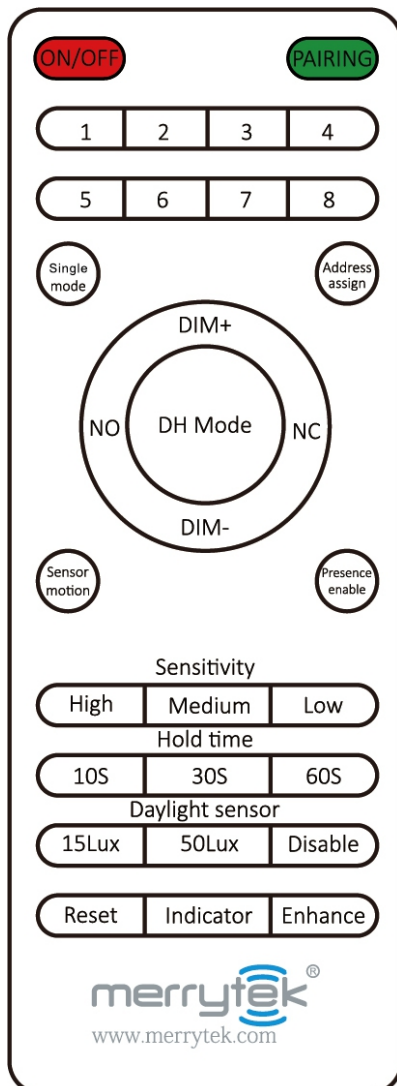 ON/OFF PAIRING
1 2 3 4
5 6 7 8
Single mode
Address assign
DIM+
NO DH Mode NC
DIM-
Sensor motion
Presence enable
Sensitivity
High Medium Low
Hold time
10S 30S 60S
Daylight sensor
15Lux 50Lux Disable
Reset Indicator Enhance
merrytek®
www.merrytek.com